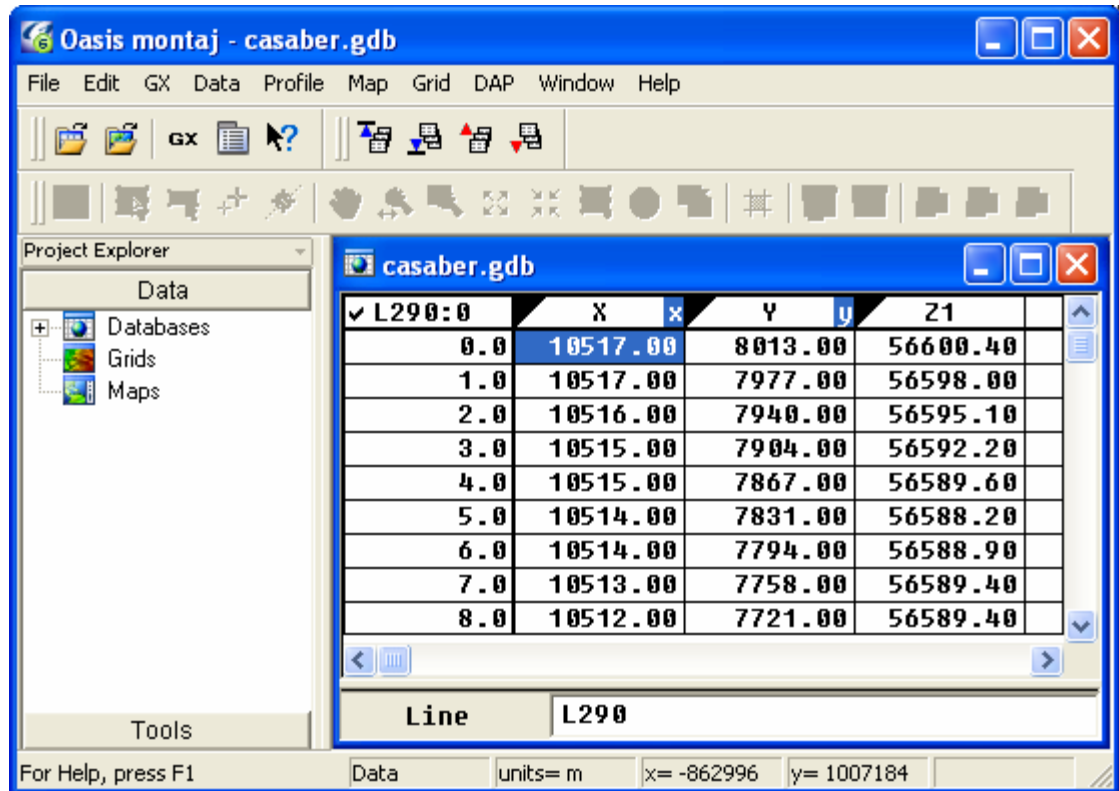 Oasis montaj - casaber.gdb
File Edit GX Data Profile Map Grid DAP Window Help
GX
Project Explorer
Data
Databases
Grids
Maps
Tools
casaber.gdb
L290:0 X x Y y Z1
0.0 10517.00 8013.00 56600.40
1.0 10517.00 7977.00 56598.00
2.0 10516.00 7940.00 56595.10
3.0 10515.00 7904.00 56592.20
4.0 10515.00 7867.00 56589.60
5.0 10514.00 7831.00 56588.20
6.0 10514.00 7794.00 56588.90
7.0 10513.00 7758.00 56589.40
8.0 10512.00 7721.00 56589.40
Line L290
For Help, press F1 Data units= m x= -862996 y= 1007184